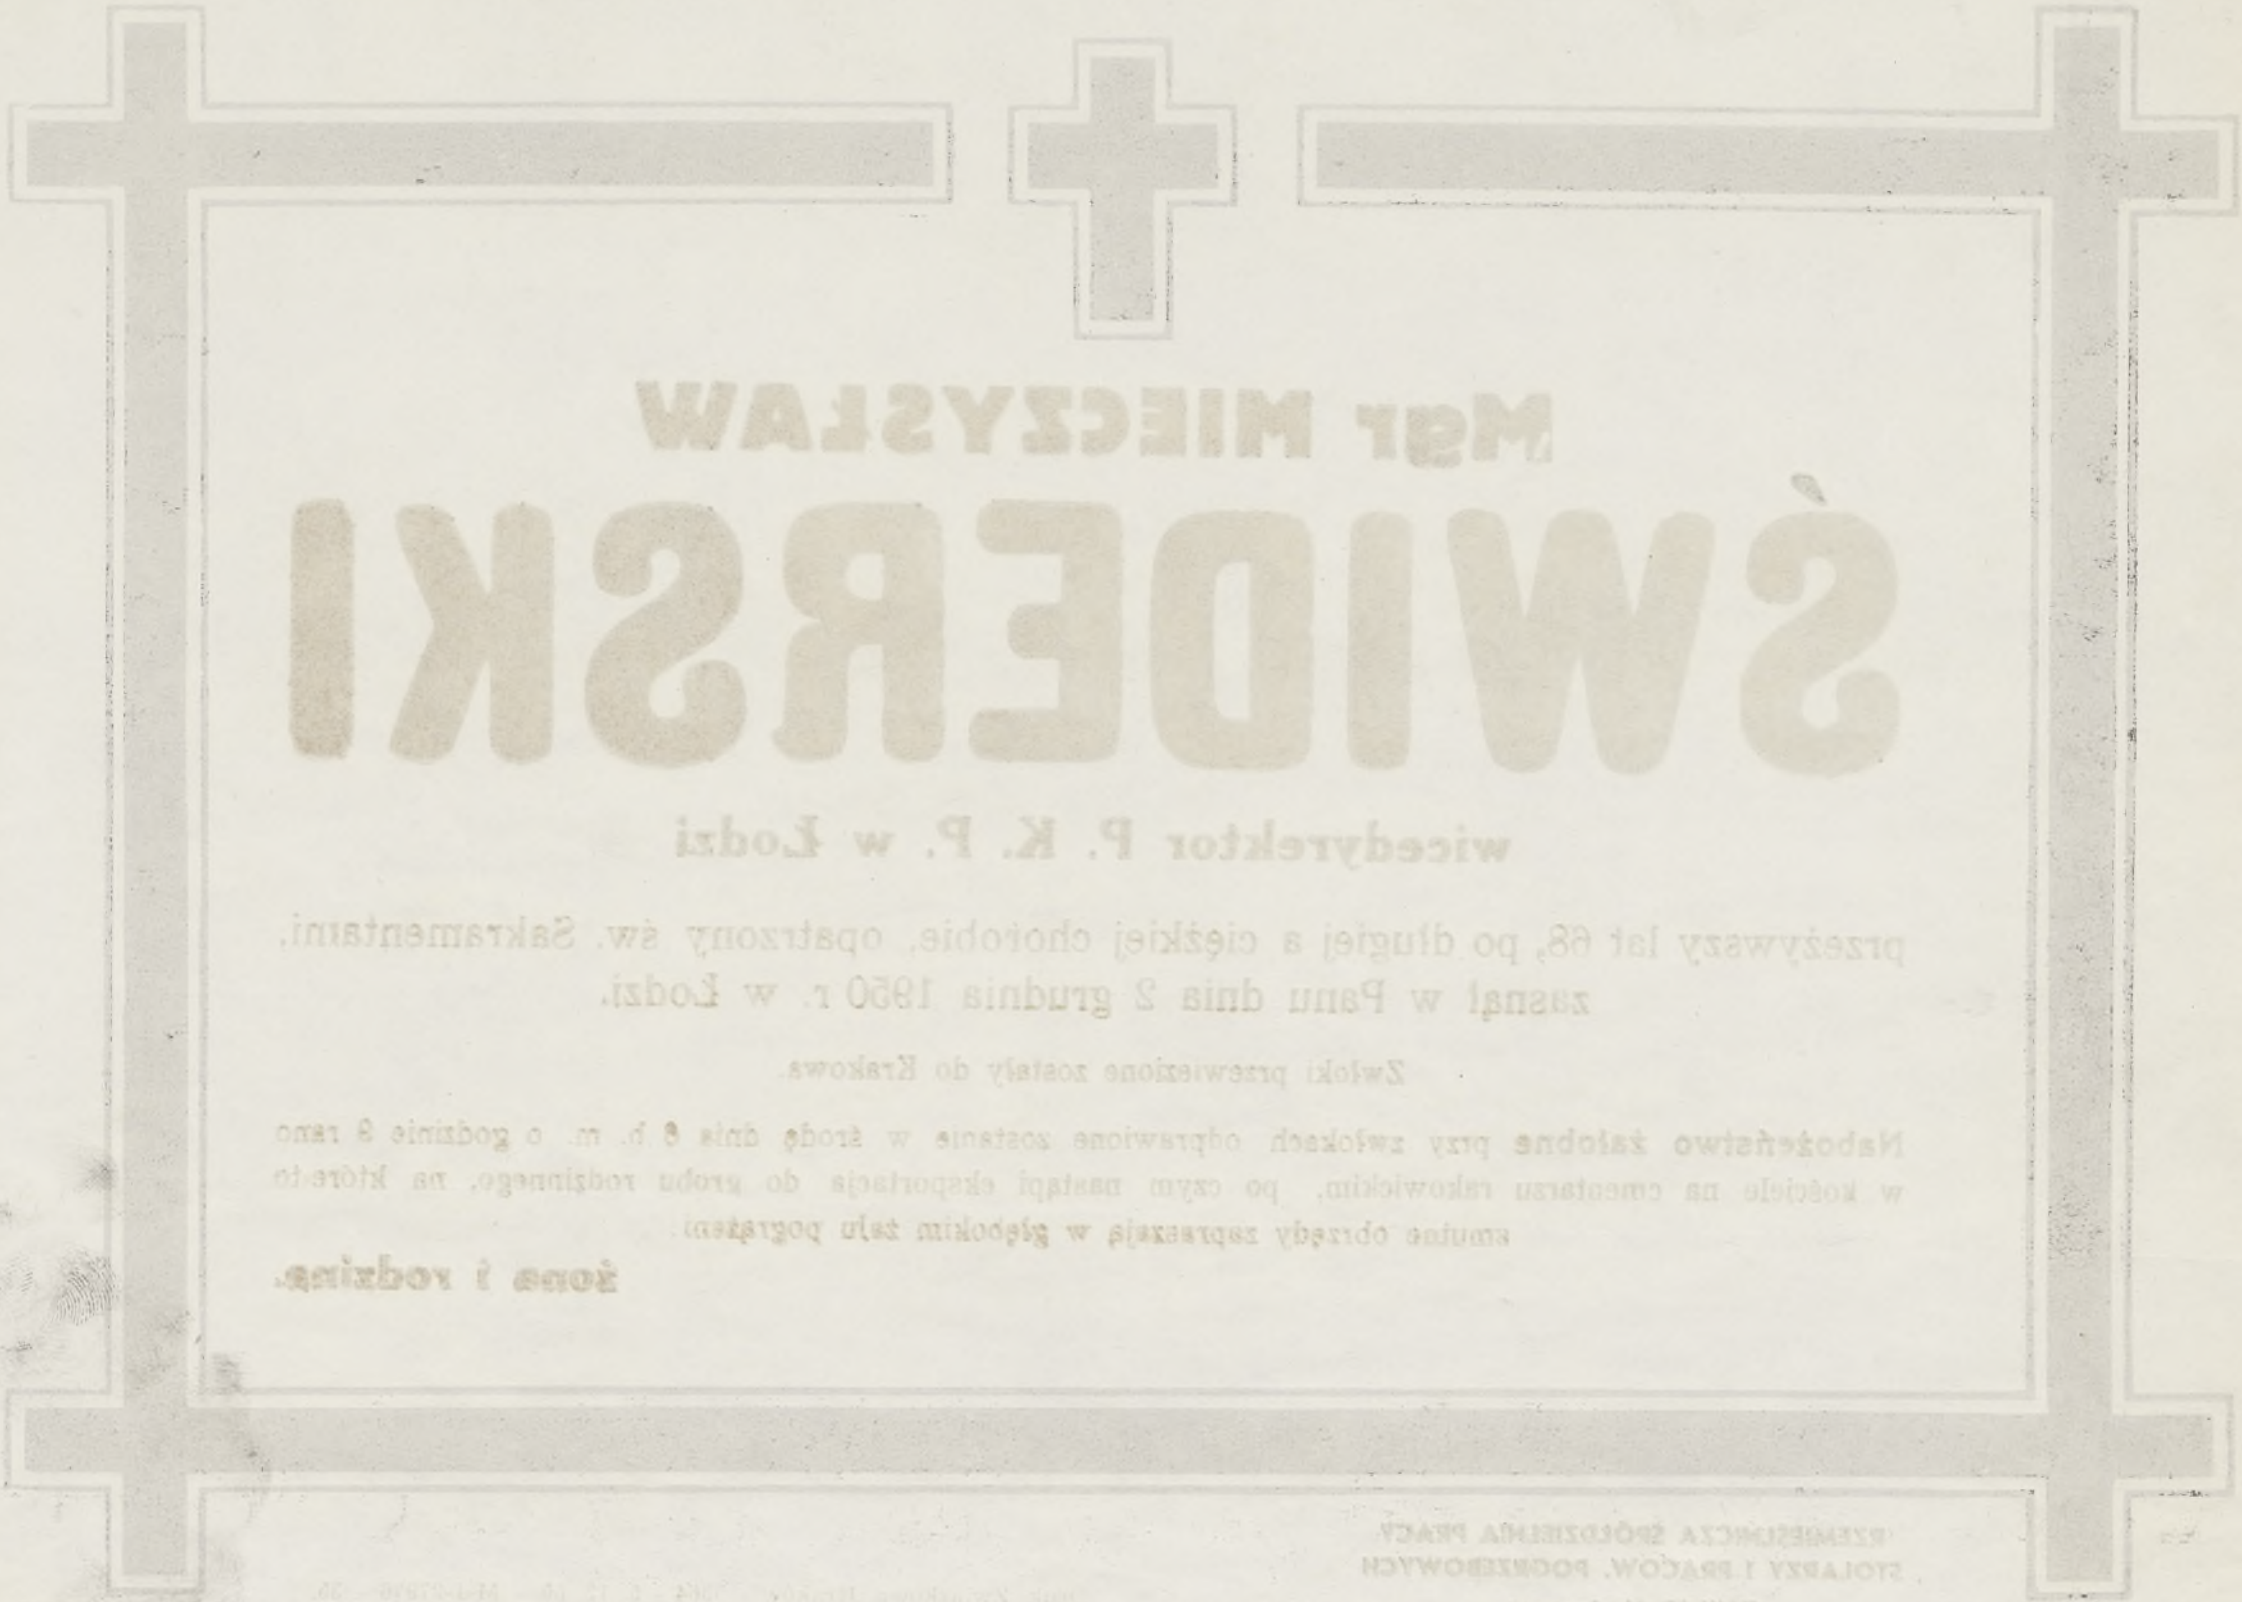 Mgr MIECZYSŁAW
ŚWIDERSKI
wicedyrektor P. K. P. w Łodzi
przeżywszy lat 68, po długiej a ciężkiej chorobie, opatrzony św. Sakramentami,
zasnął w Panu dnia 2 grudnia 1950 r. w Łodzi.
Zwłoki przewiezione zostały do Krakowa.
Nabożeństwo żałobne przy zwłokach odprawione zostanie w środę dnia 6 b. m. o godzinie 9 rano
w kościele na cmentarzu rakowickim, po czym nastąpi eksportacja do grobu rodzinnego, na które to
smutne obrzędy zapraszają w głębokim żalu pogrążeni
żona i rodzina.
RZEMIEŚLNICZA SPÓŁDZIELNIA PRACY
STOLARZY I PRACOW. POGRZEBOWYCH